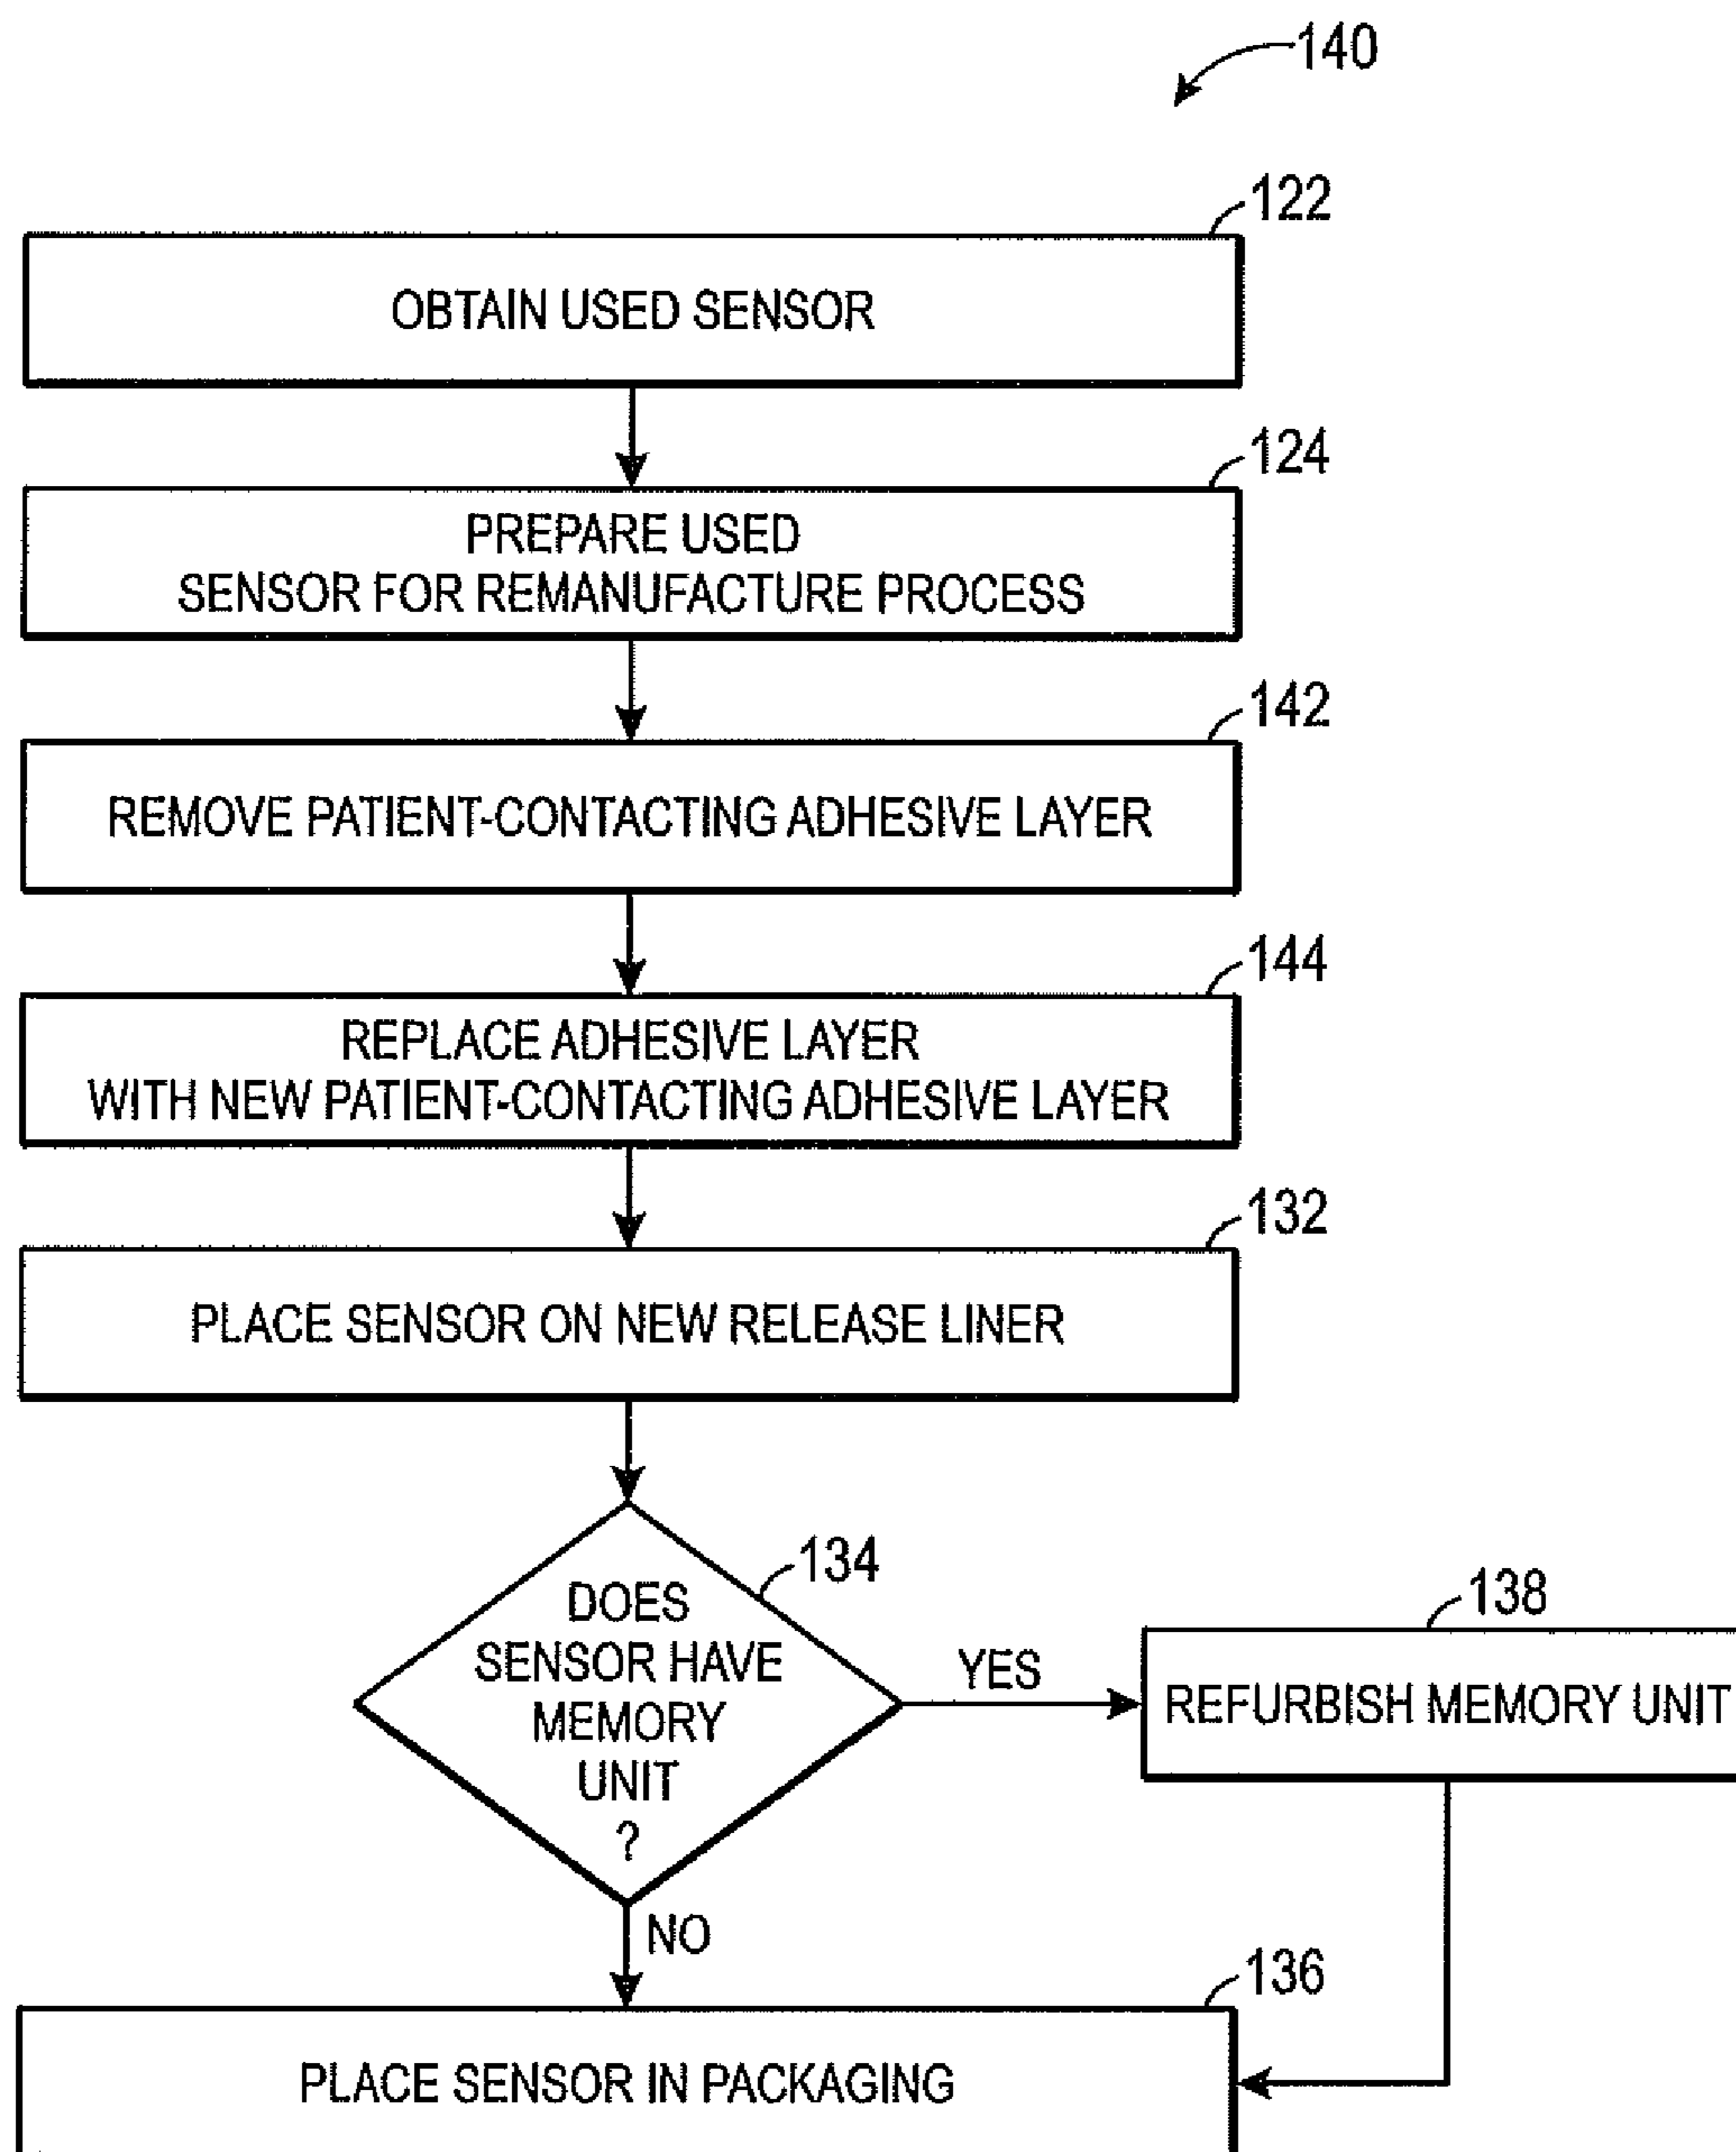 140
122
OBTAIN USED SENSOR
124
PREPARE USED
SENSOR FOR REMANUFACTURE PROCESS
142
REMOVE PATIENT-CONTACTING ADHESIVE LAYER
144
REPLACE ADHESIVE LAYER
WITH NEW PATIENT-CONTACTING ADHESIVE LAYER
132
PLACE SENSOR ON NEW RELEASE LINER
134
DOES
SENSOR HAVE
MEMORY
UNIT
?
YES
138
REFURBISH MEMORY UNIT
NO
136
PLACE SENSOR IN PACKAGING